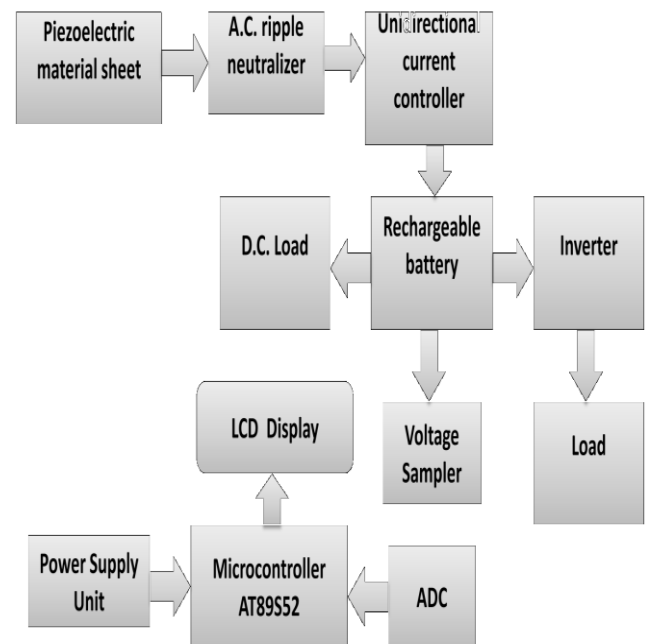 Piezoelectric
material sheet
A.C. ripple
neutralizer
Unidirectional
current
controller
D.C. Load
Rechargeable
battery
Inverter
LCD Display
Voltage
Sampler
Load
Power Supply
Unit
Microcontroller
AT89S52
ADC